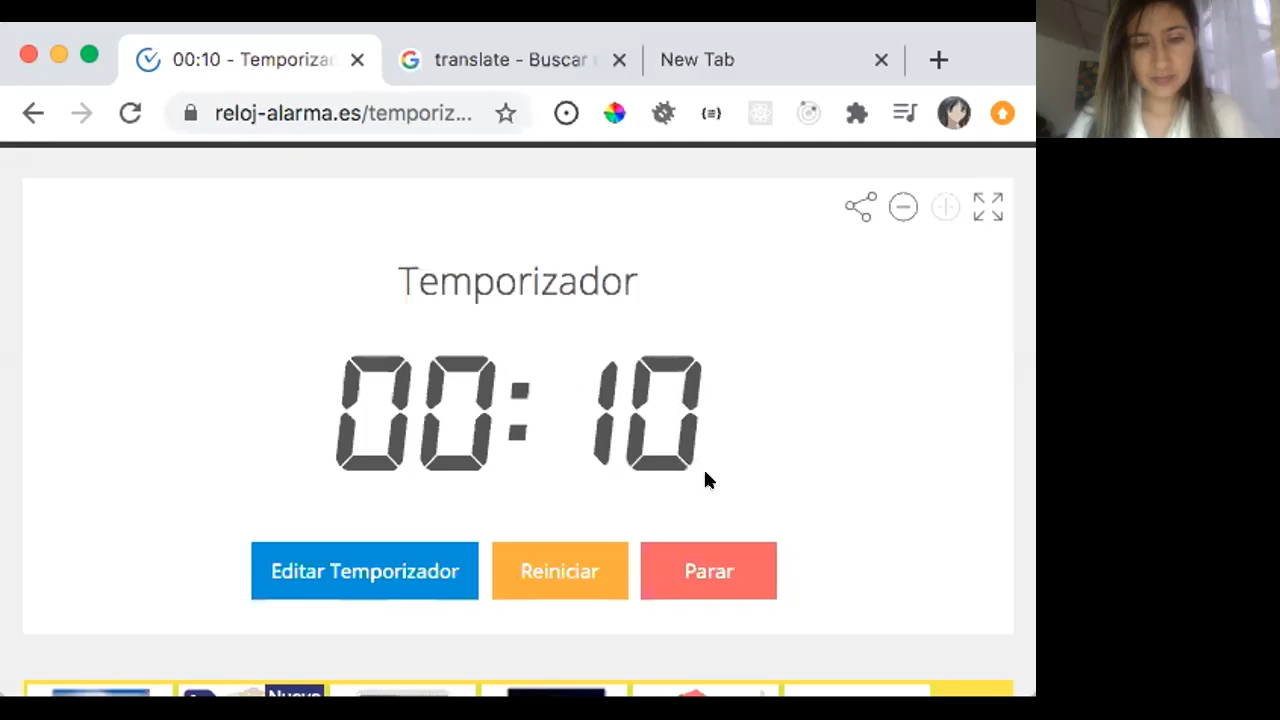 00:10 - Temporizad
translate - Buscar
New Tab
reloj-alarma.es/temporiz...
Temporizador
00:10
Editar Temporizador
Reiniciar
Parar
Nuevo